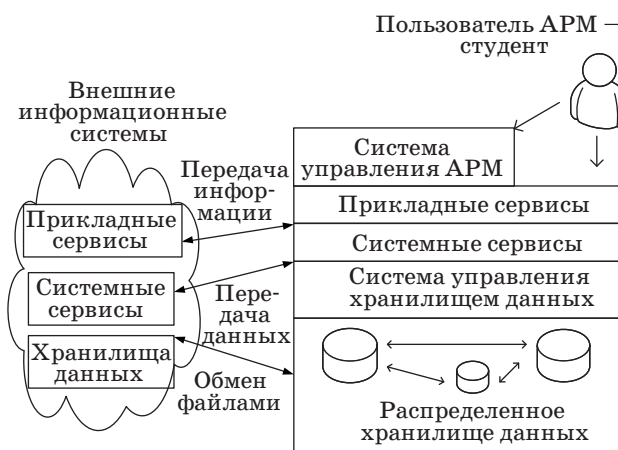 Пользователь АРМ —
студент
Внешние
информационные
системы
Прикладные
сервисы
Системные
сервисы
Хранилища
данных
Передача
инфор-
мации
Пере-
дача
данных
Обмен
файлами
Система
управления АРМ
Прикладные сервисы
Системные сервисы
Система управления
хранилищем данных
Распределенное
хранилище данных